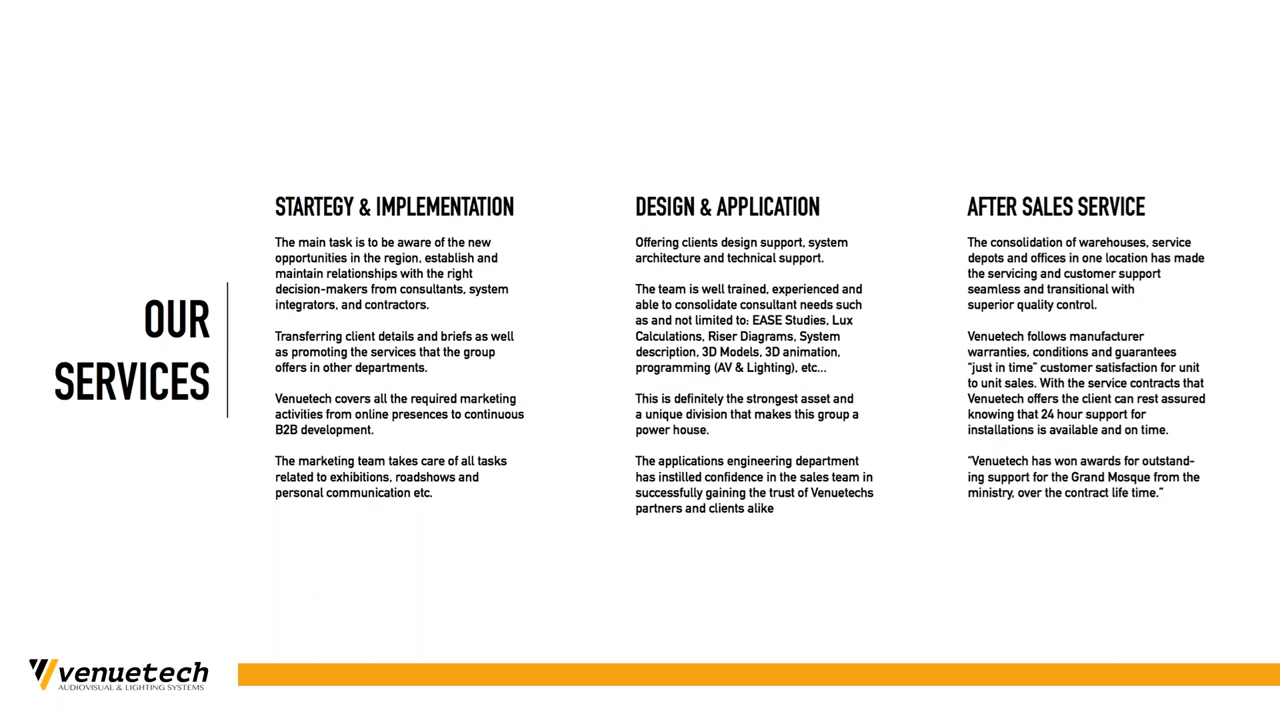 OUR
SERVICES
STARTEGY & IMPLEMENTATION
The main task is to be aware of the new
opportunities in the region, establish and
maintain relationships with the right
decision-makers from consultants, system
integrators, and contractors.
Transferring client details and briefs as well
as promoting the services that the group
offers in other departments.
Venuetech covers all the required marketing
activities from online presences to continuous
B2B development.
The marketing team takes care of all tasks
related to exhibitions, roadshows and
personal communication etc.
DESIGN & APPLICATION
Offering clients design support, system
architecture and technical support.
The team is well trained, experienced and
able to consolidate consultant needs such
as and not limited to: EASE Studies, Lux
Calculations, Riser Diagrams, System
description, 3D Models, 3D animation,
programming (AV & Lighting), etc...
This is definitely the strongest asset and
a unique division that makes this group a
power house.
The applications engineering department
has instilled confidence in the sales team in
successfully gaining the trust of Venuetechs
partners and clients alike
AFTER SALES SERVICE
The consolidation of warehouses, service
depots and offices in one location has made
the servicing and customer support
seamless and transitional with
superior quality control.
Venuetech follows manufacturer
warranties, conditions and guarantees
“just in time” customer satisfaction for unit
to unit sales. With the service contracts that
Venuetech offers the client can rest assured
knowing that 24 hour support for
installations is available and on time.
“Venuetech has won awards for outstand-
ing support for the Grand Mosque from the
ministry, over the contract life time.”
venuetech
AUDIOVISUAL & LIGHTING SYSTEMS